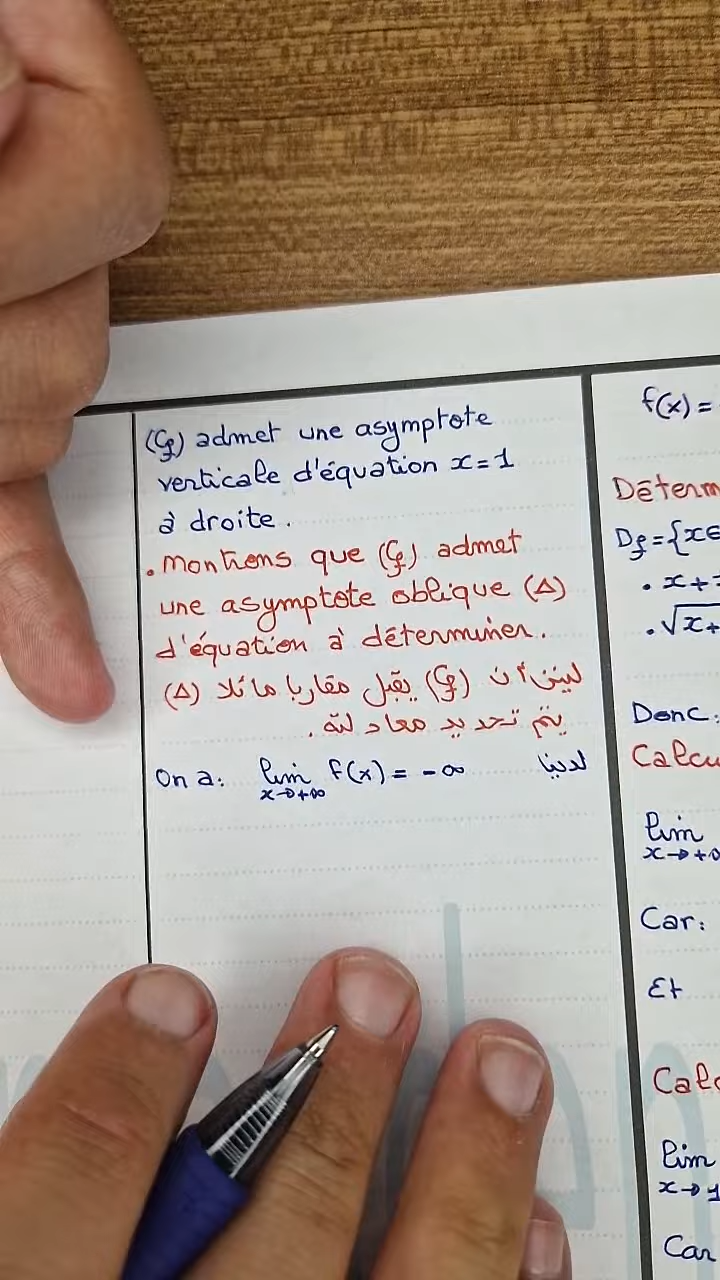 (Cf) admet une asymptote
verticale d'équation x=1
à droite.
. Montrons que (Cf) admet
une asymptote oblique (Δ)
d'équation à déterminer.
لنبين أن (Cf) يقبل مقاربا مائلا (Δ)
يتم تحديد معادلته.
On a: lim f(x) = -∞ لدينا
x→+∞
f(x) =
Déterm
Df={x∈
. x+
. √x+
Donc:
Calcu
lim
x→+∞
Car:
Et
Calc
lim
x→1
Car